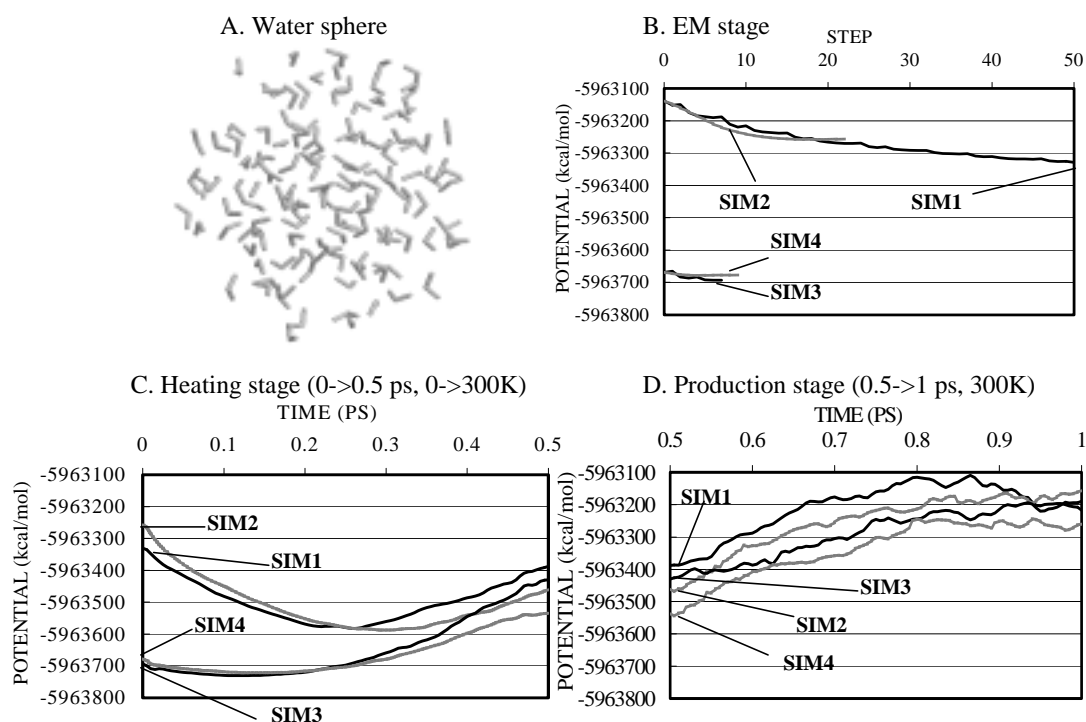 A. Water sphere
B. EM stage
STEP
0 10 20 30 40 50
-5963100
-5963200
-5963300
-5963400
-5963500
-5963600
-5963700
-5963800
POTENTIAL (kcal/mol)
SIM2
SIM1
SIM4
SIM3
C. Heating stage (0->0.5 ps, 0->300K)
TIME (PS)
0 0.1 0.2 0.3 0.4 0.5
-5963100
-5963200
-5963300
-5963400
-5963500
-5963600
-5963700
-5963800
POTENTIAL (kcal/mol)
SIM2
SIM1
SIM4
SIM3
D. Production stage (0.5->1 ps, 300K)
TIME (PS)
0.5 0.6 0.7 0.8 0.9 1
-5963100
-5963200
-5963300
-5963400
-5963500
-5963600
-5963700
-5963800
POTENTIAL (kcal/mol)
SIM1
SIM3
SIM2
SIM4